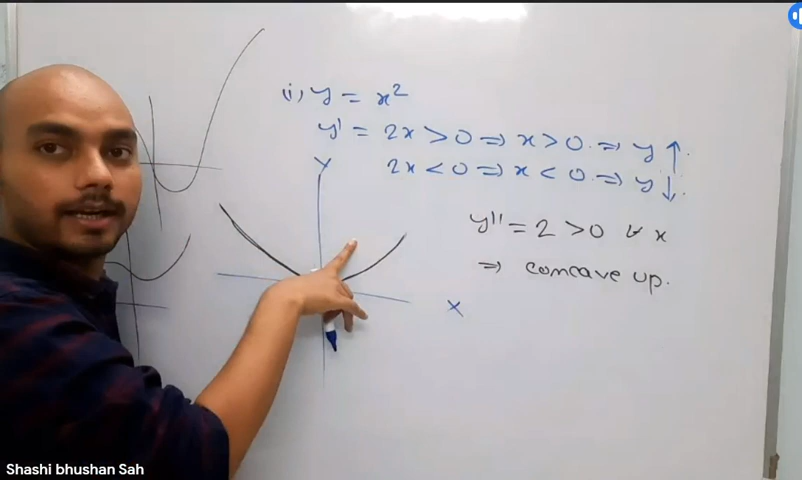 (i) y = x²
y' = 2x > 0 ⇒ x > 0. ⇒ y ↑.
2x < 0 ⇒ x < 0. ⇒ y ↓.
Y
y'' = 2 > 0 ∀ x
⇒ concave up.
X
Shashi bhushan Sah